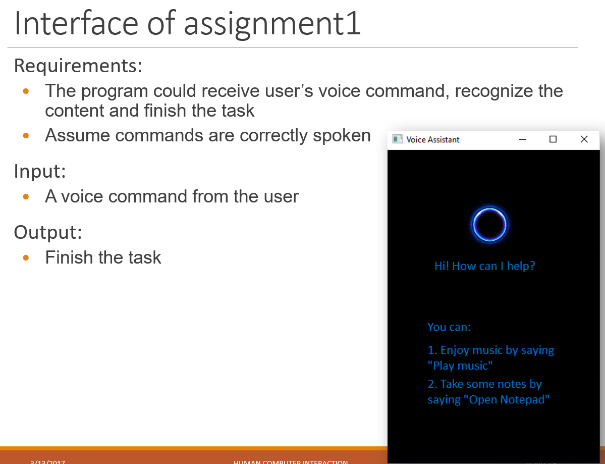 Interface of assignment1
Requirements:
• The program could receive user's voice command, recognize the
content and finish the task
• Assume commands are correctly spoken
Input:
• A voice command from the user
Output:
• Finish the task
Voice Assistant
Hi! How can I help?
You can:
1. Enjoy music by saying
"Play music"
2. Take some notes by
saying "Open Notepad"
3/13/2017
HUMAN COMPUTER INTERACTION